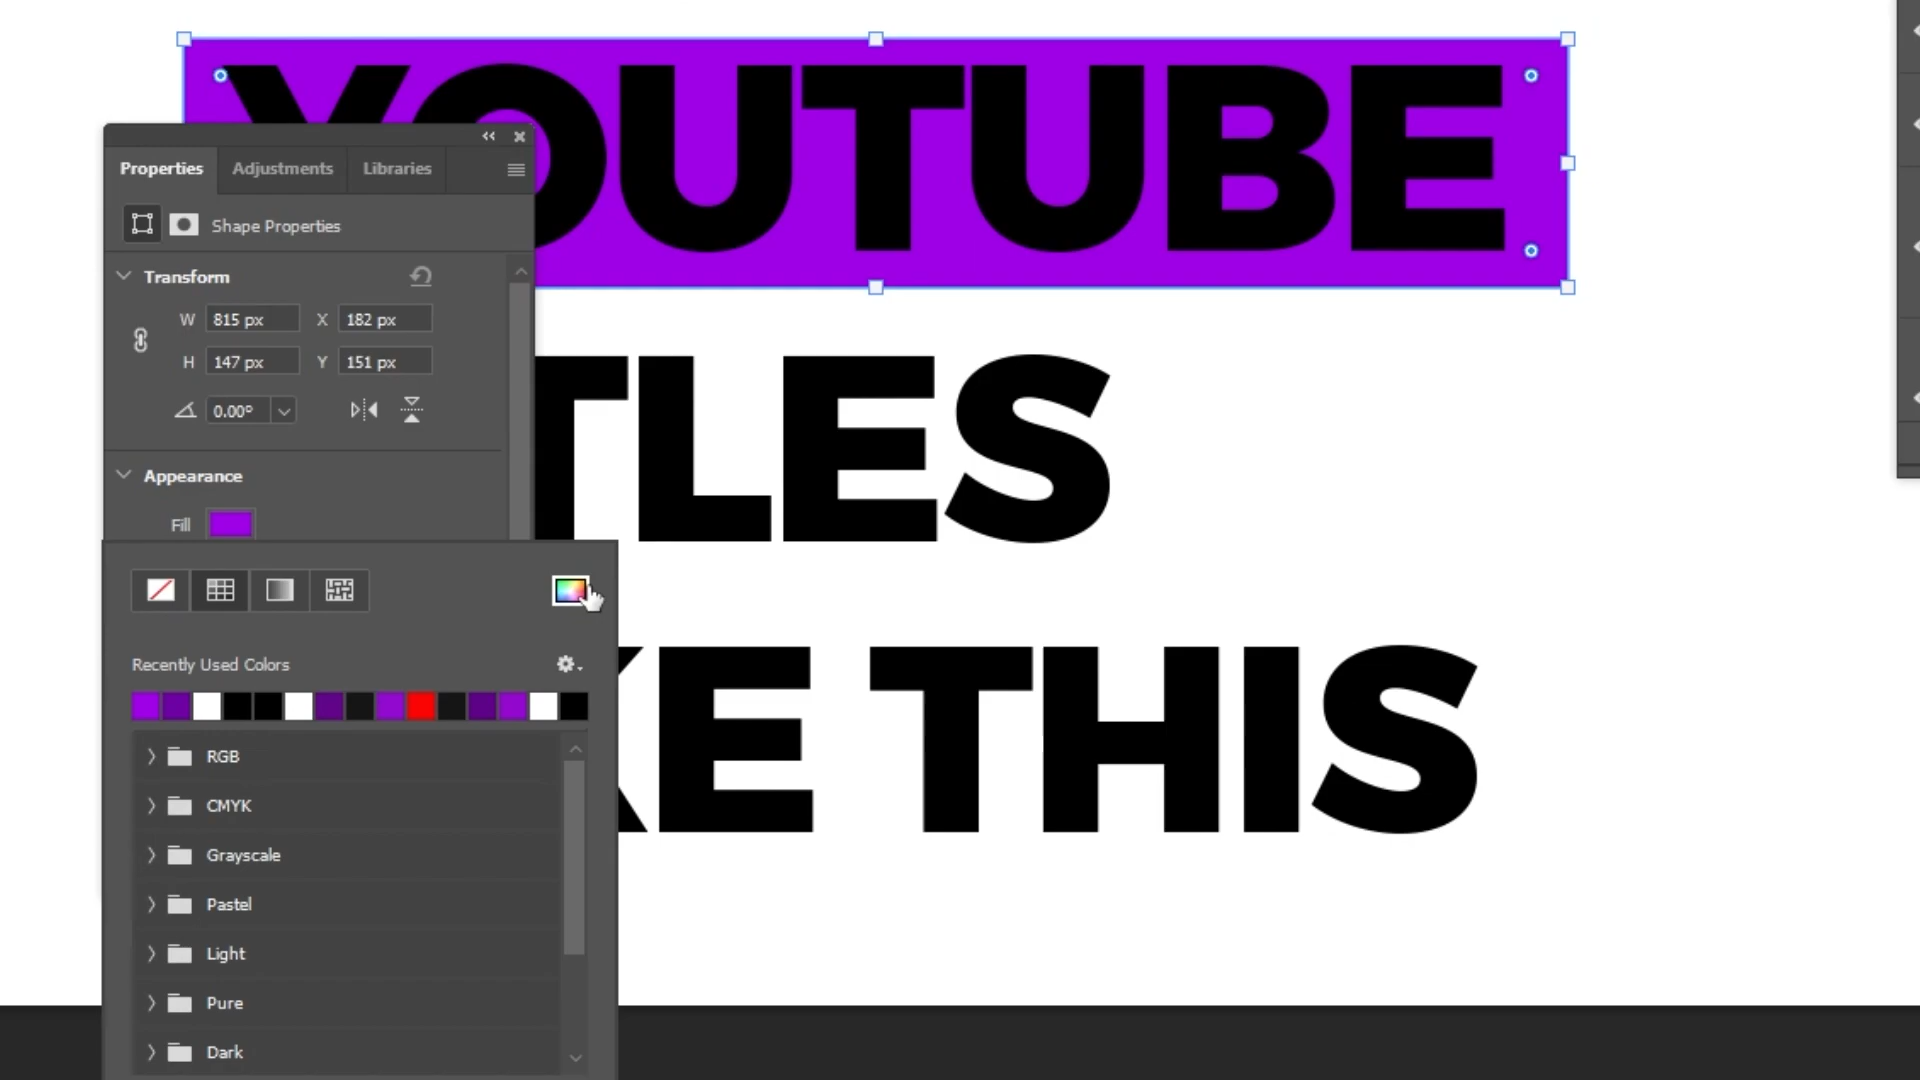 YOUTUBE
Properties Adjustments Libraries
Shape Properties
Transform
W 815 px X 182 px
H 147 px Y 151 px
0.00°
TLES
Appearance
Fill
Recently Used Colors
KE THIS
RGB
CMYK
Grayscale
Pastel
Light
Pure
Dark